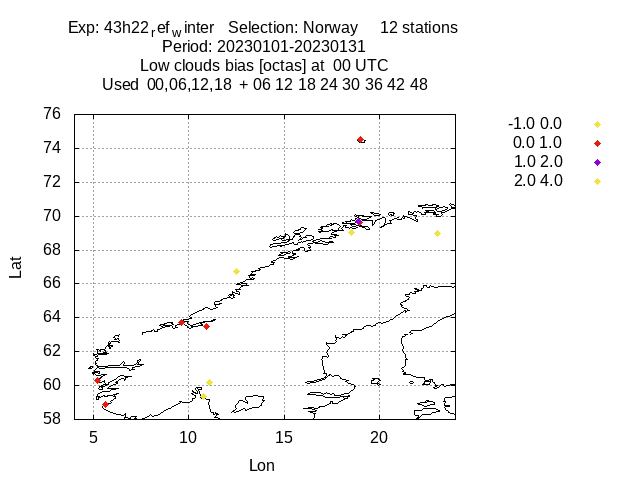 Exp: 43h22refwinter Selection: Norway 12 stations
Period: 20230101-20230131
Low clouds bias [octas] at 00 UTC
Used 00,06,12,18 + 06 12 18 24 30 36 42 48
76
74
72
70
68
66
64
62
60
58
Lat
5 10 15 20
Lon
-1.0 0.0
0.0 1.0
1.0 2.0
2.0 4.0